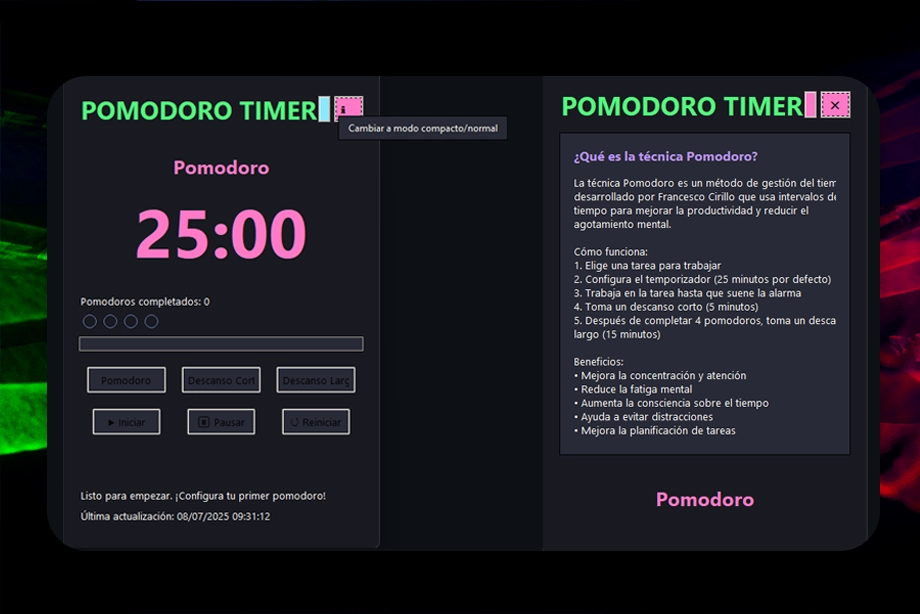 POMODORO TIMER
Cambiar a modo compacto/normal
Pomodoro
25:00
Pomodoros completados: 0
Pomodoro Descanso Cort Descanso Larg
Iniciar Pausar Reiniciar
Listo para empezar. ¡Configura tu primer pomodoro!
Última actualización: 08/07/2025 09:31:12
POMODORO TIMER
¿Qué es la técnica Pomodoro?
La técnica Pomodoro es un método de gestión del tiem
desarrollado por Francesco Cirillo que usa intervalos de
tiempo para mejorar la productividad y reducir el
agotamiento mental.
Cómo funciona:
1. Elige una tarea para trabajar
2. Configura el temporizador (25 minutos por defecto)
3. Trabaja en la tarea hasta que suene la alarma
4. Toma un descanso corto (5 minutos)
5. Después de completar 4 pomodoros, toma un desca
largo (15 minutos)
Beneficios:
• Mejora la concentración y atención
• Reduce la fatiga mental
• Aumenta la consciencia sobre el tiempo
• Ayuda a evitar distracciones
• Mejora la planificación de tareas
Pomodoro